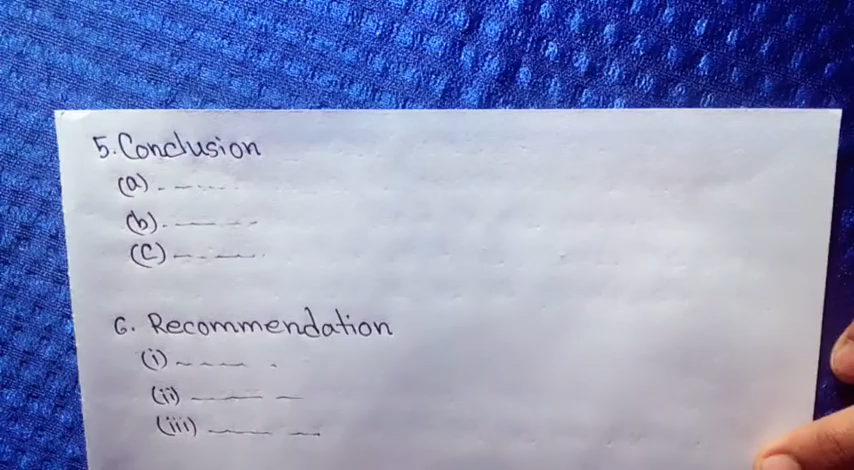 5. Conclusion
(a) - -----
(b). -----
(c) -----
6. Recommendation
(i) ----- .
(ii) ----- --
(iii) ----- --